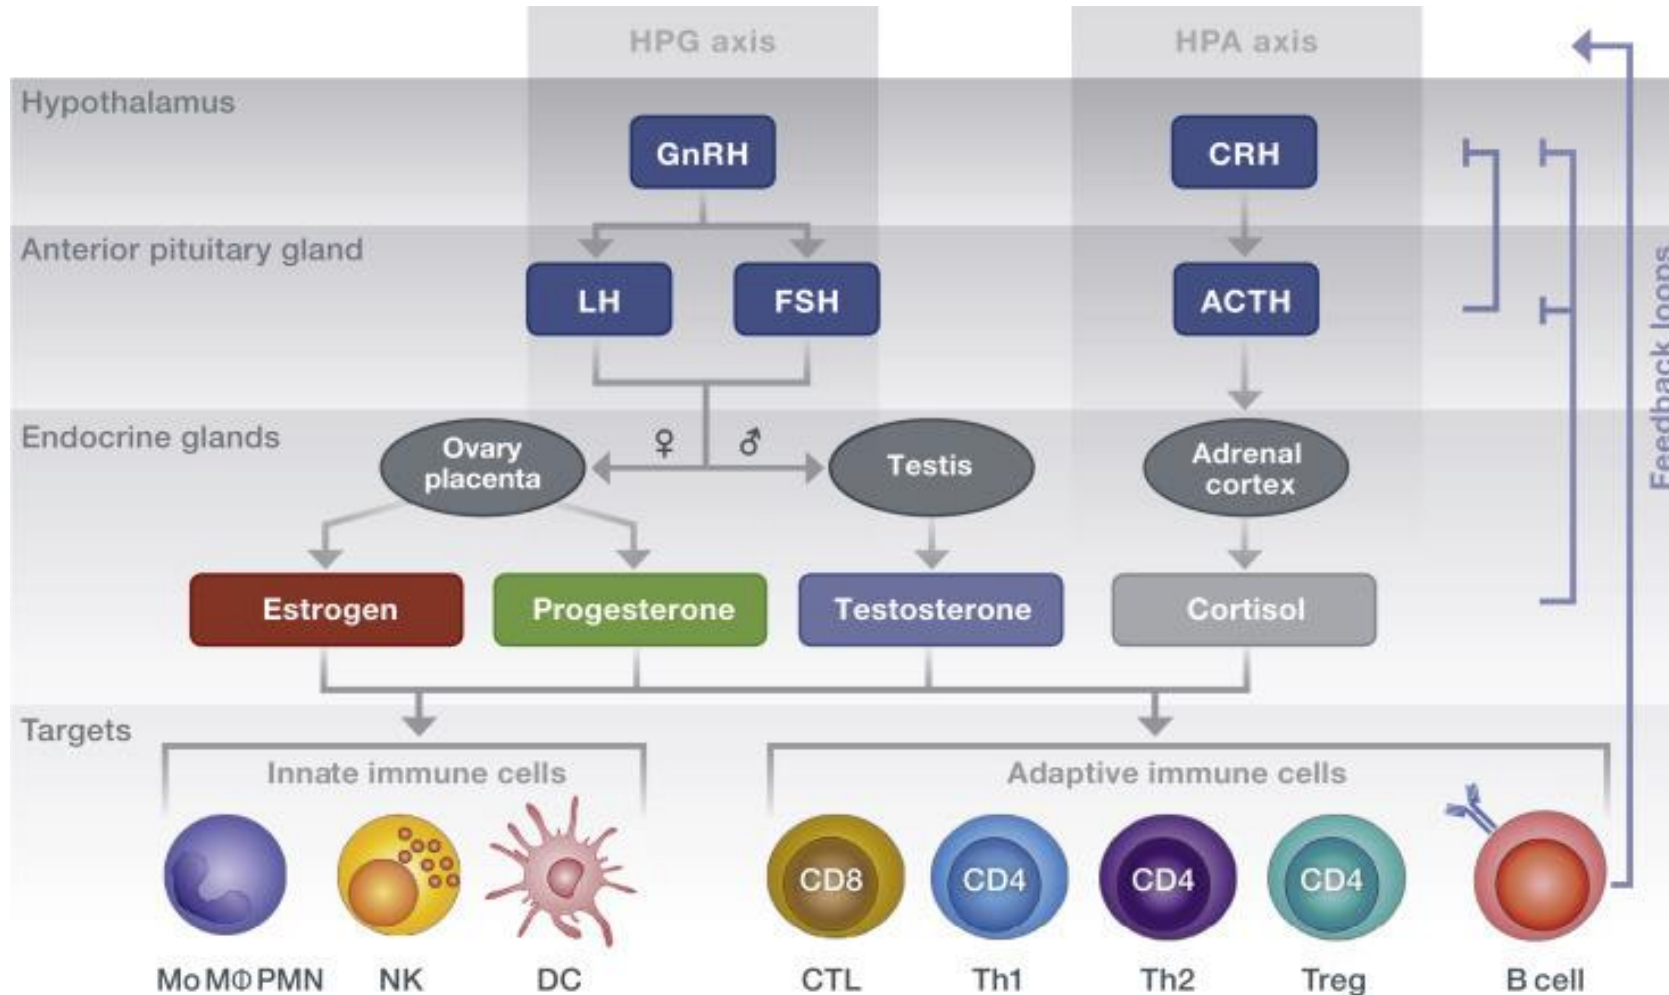 HPG axis
HPA axis
Hypothalamus
GnRH
CRH
Anterior pituitary gland
LH
FSH
ACTH
Feedback loops
Endocrine glands
Ovary
placenta
♀
♂
Testis
Adrenal
cortex
Estrogen
Progesterone
Testosterone
Cortisol
Targets
Innate immune cells
Adaptive immune cells
CD8
CD4
CD4
CD4
Mo MΦ PMN
NK
DC
CTL
Th1
Th2
Treg
B cell